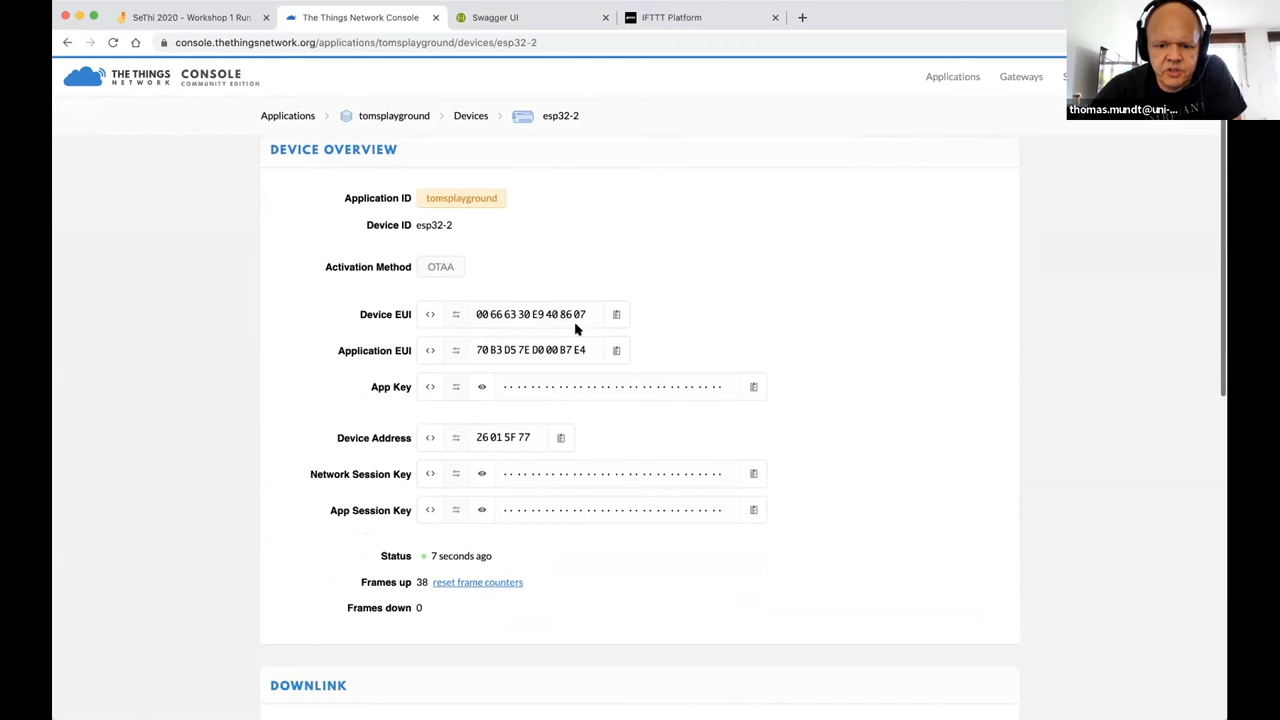 SeThi 2020 - Workshop 1 Run
The Things Network Console
Swagger UI
IFTTT Platform
console.thethingsnetwork.org/applications/tomsplayground/devices/esp32-2
THE THINGS NETWORK
CONSOLE
COMMUNITY EDITION
Applications
Gateways
thomas.mundt@uni-...
Applications
tomsplayground
Devices
esp32-2
DEVICE OVERVIEW
Application ID tomsplayground
Device ID esp32-2
Activation Method OTAA
Device EUI 00 66 63 30 E9 40 86 07
Application EUI 70 B3 D5 7E D0 00 B7 E4
App Key
Device Address 26 01 5F 77
Network Session Key
App Session Key
Status 7 seconds ago
Frames up 38 reset frame counters
Frames down 0
DOWNLINK